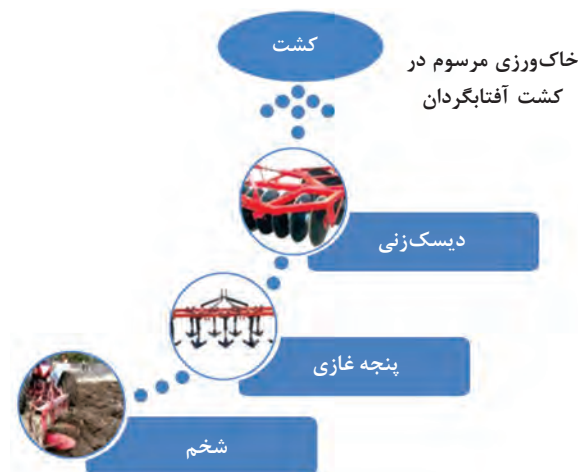 کشت
خاک‌ورزی مرسوم در
کشت آفتابگردان
دیسک‌زنی
پنجه غازی
شخم